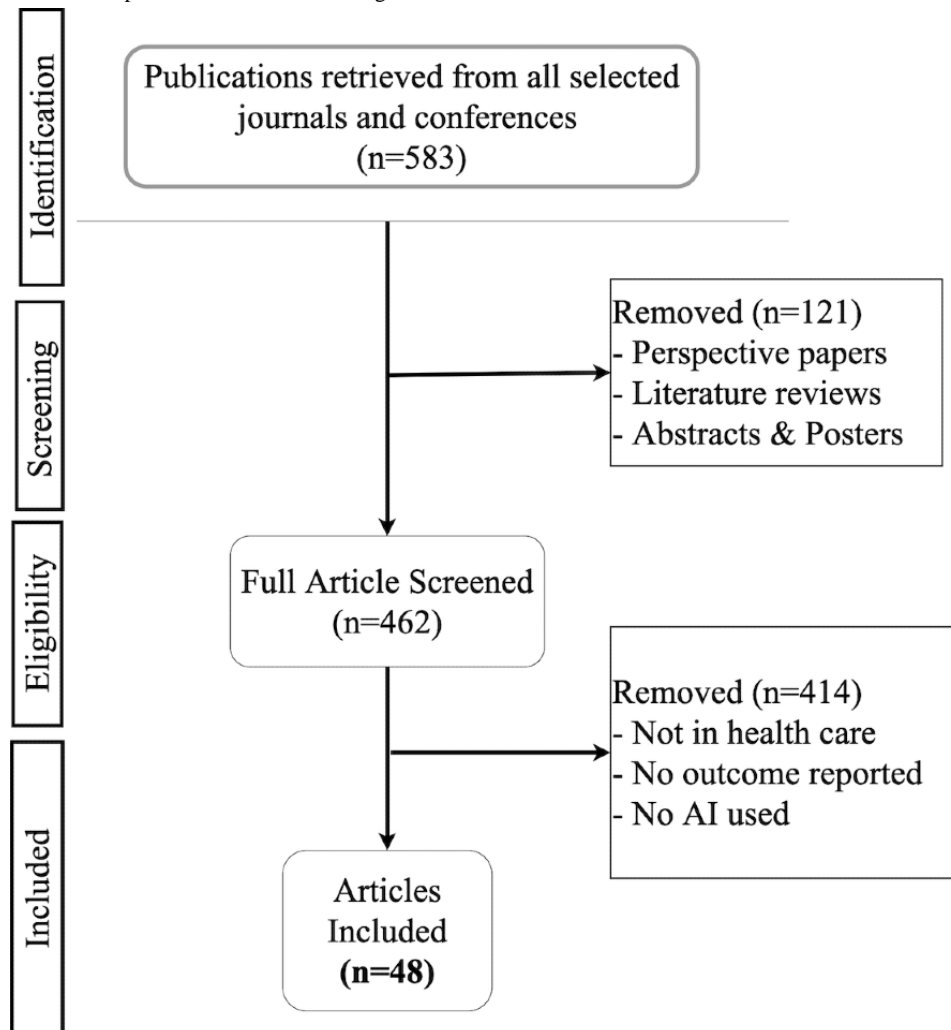 Identification
Publications retrieved from all selected
journals and conferences
(n=583)
Screening
Removed (n=121)
- Perspective papers
- Literature reviews
- Abstracts & Posters
Eligibility
Full Article Screened
(n=462)
Removed (n=414)
- Not in health care
- No outcome reported
- No AI used
Included
Articles
Included
(n=48)